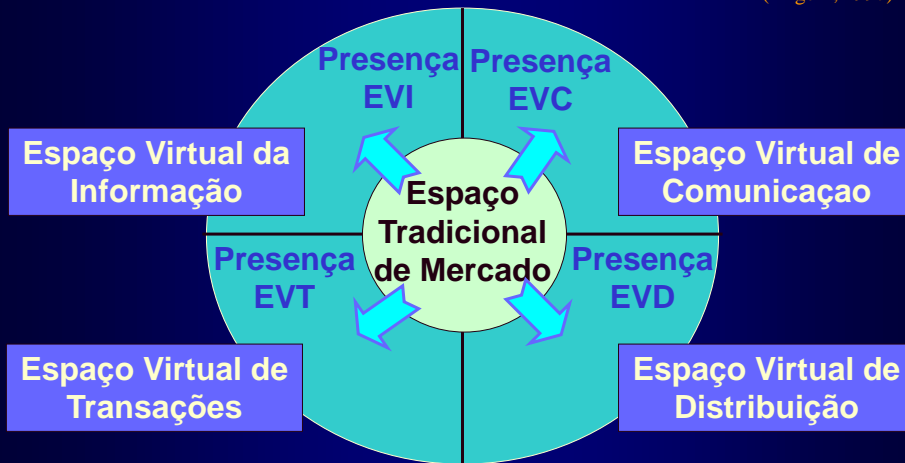 Presença
EVI
Presença
EVC
Espaço Virtual da
Informação
Espaço Virtual de
Comunicaçao
Espaço
Tradicional
de Mercado
Presença
EVT
Presença
EVD
Espaço Virtual de
Transações
Espaço Virtual de
Distribuição